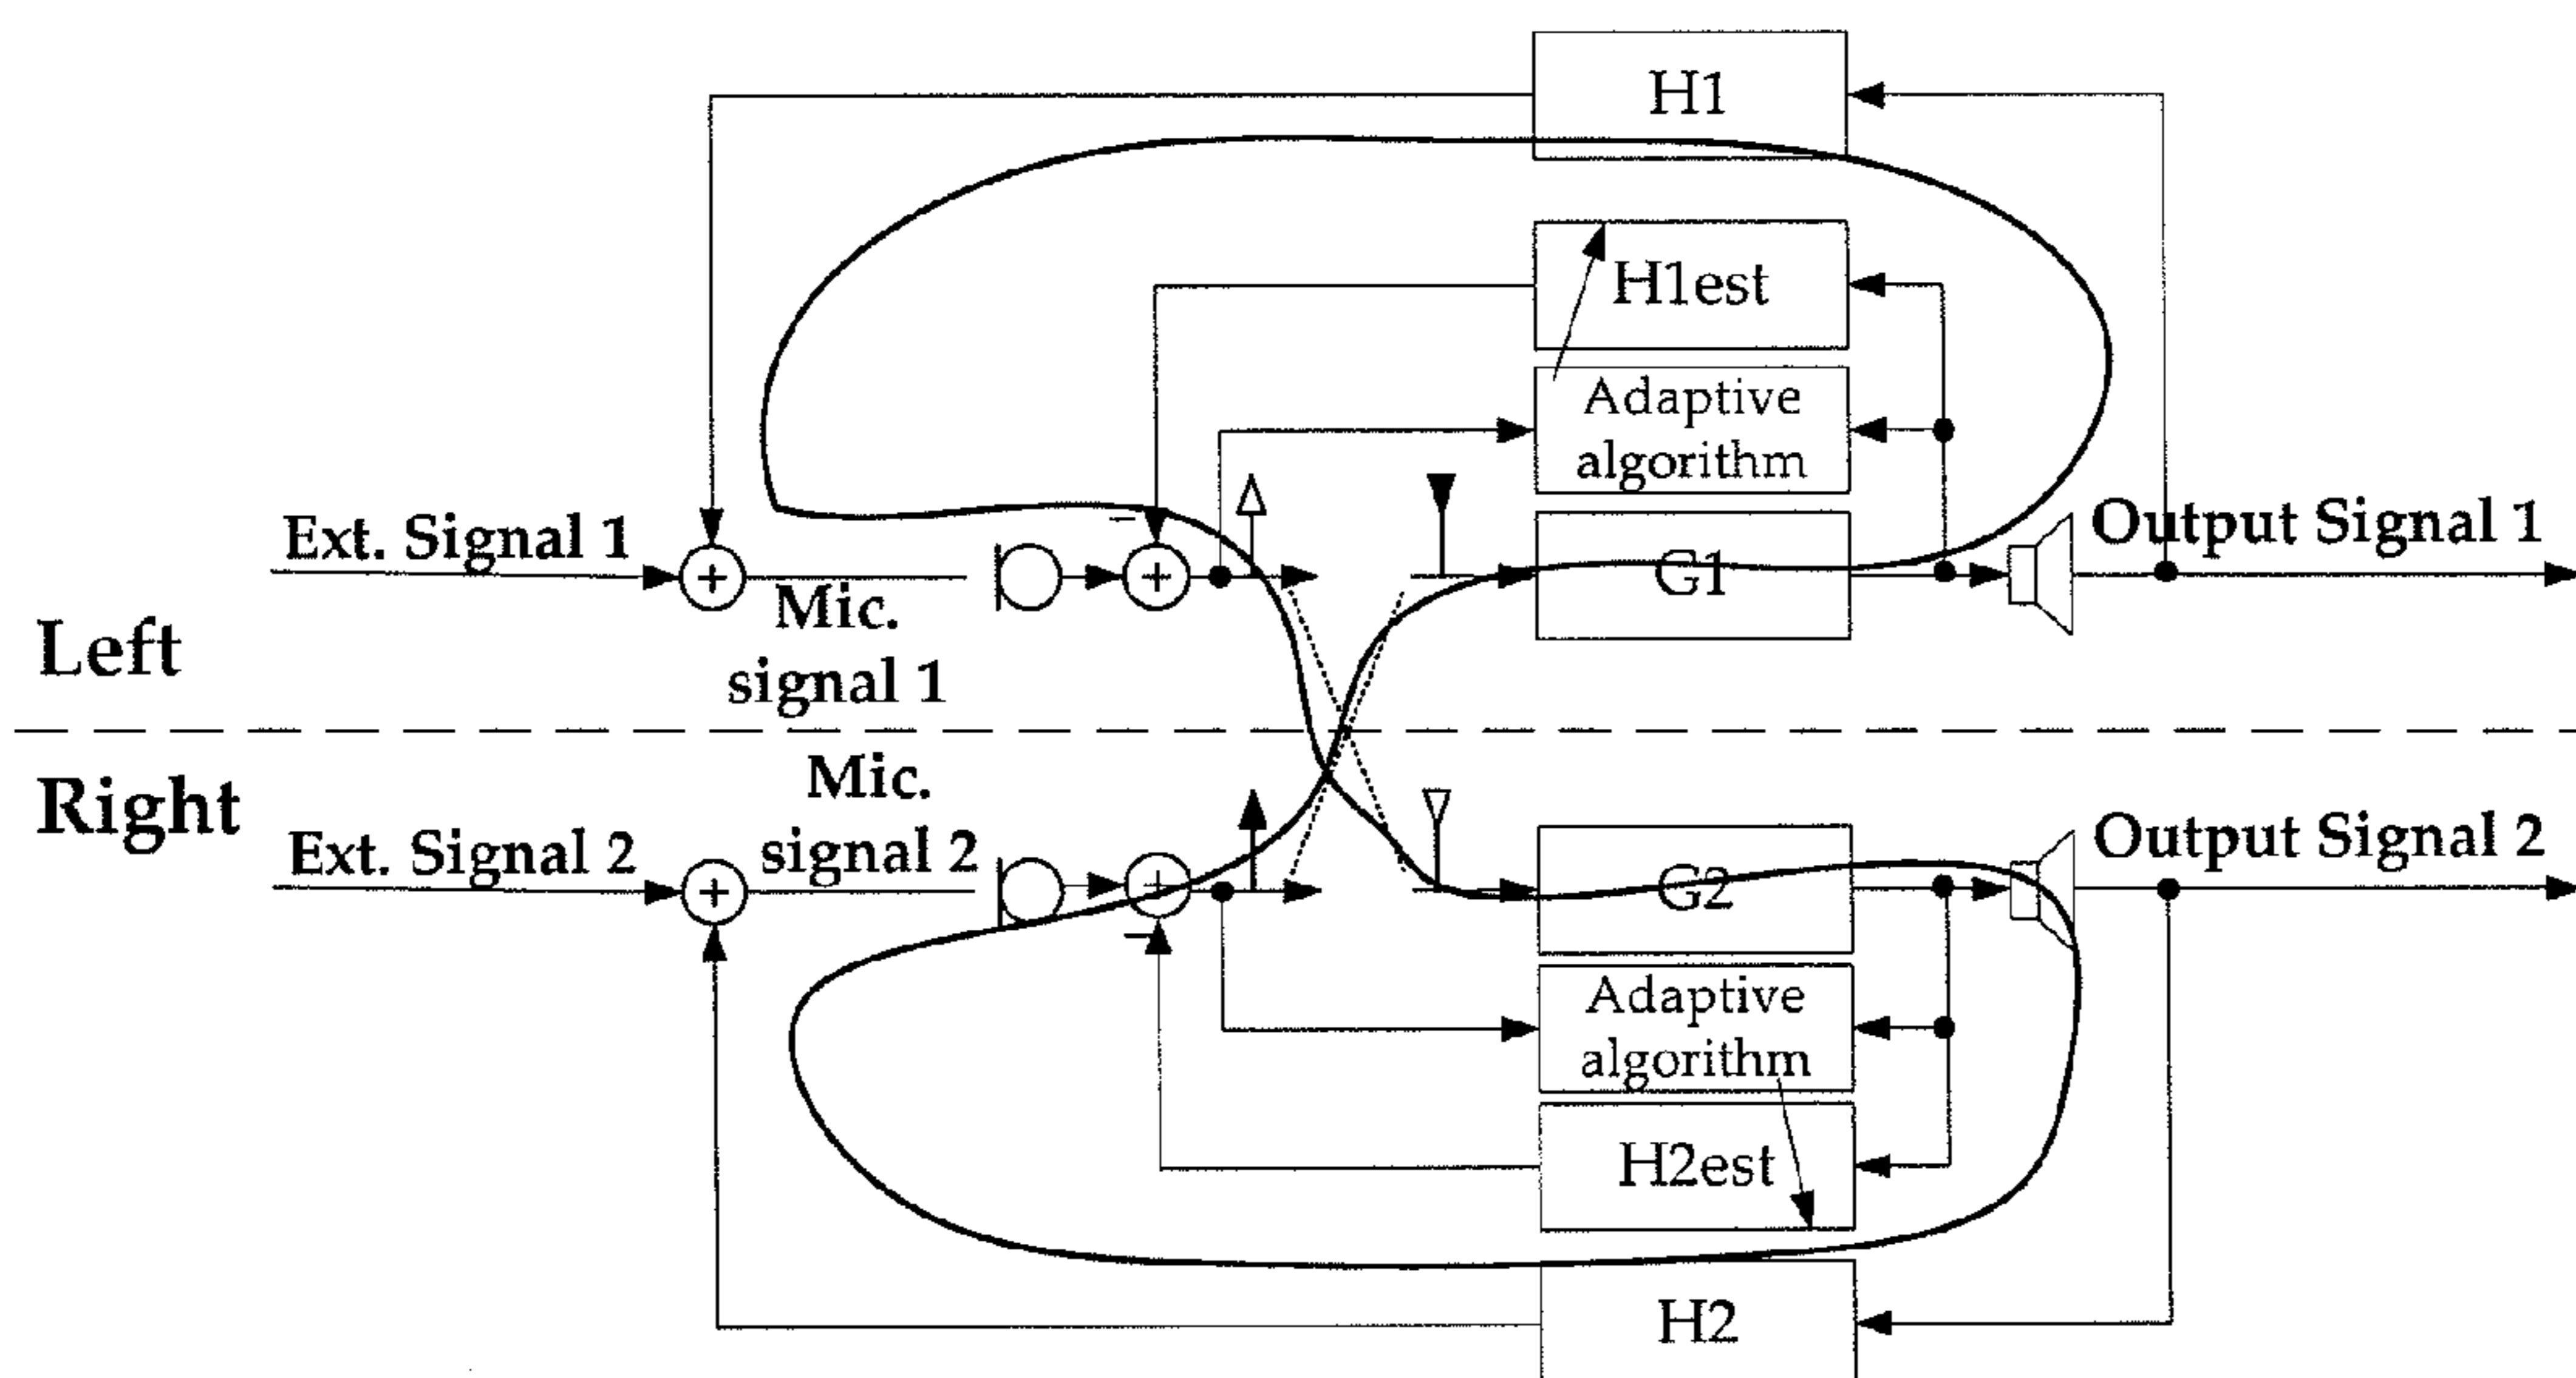 H1
H1est
Adaptive
algorithm
Ext. Signal 1
+
+
−
G1
Output Signal 1
Mic.
signal 1
Left
Right
Mic.
signal 2
Ext. Signal 2
+
+
−
G2
Output Signal 2
Adaptive
algorithm
H2est
H2